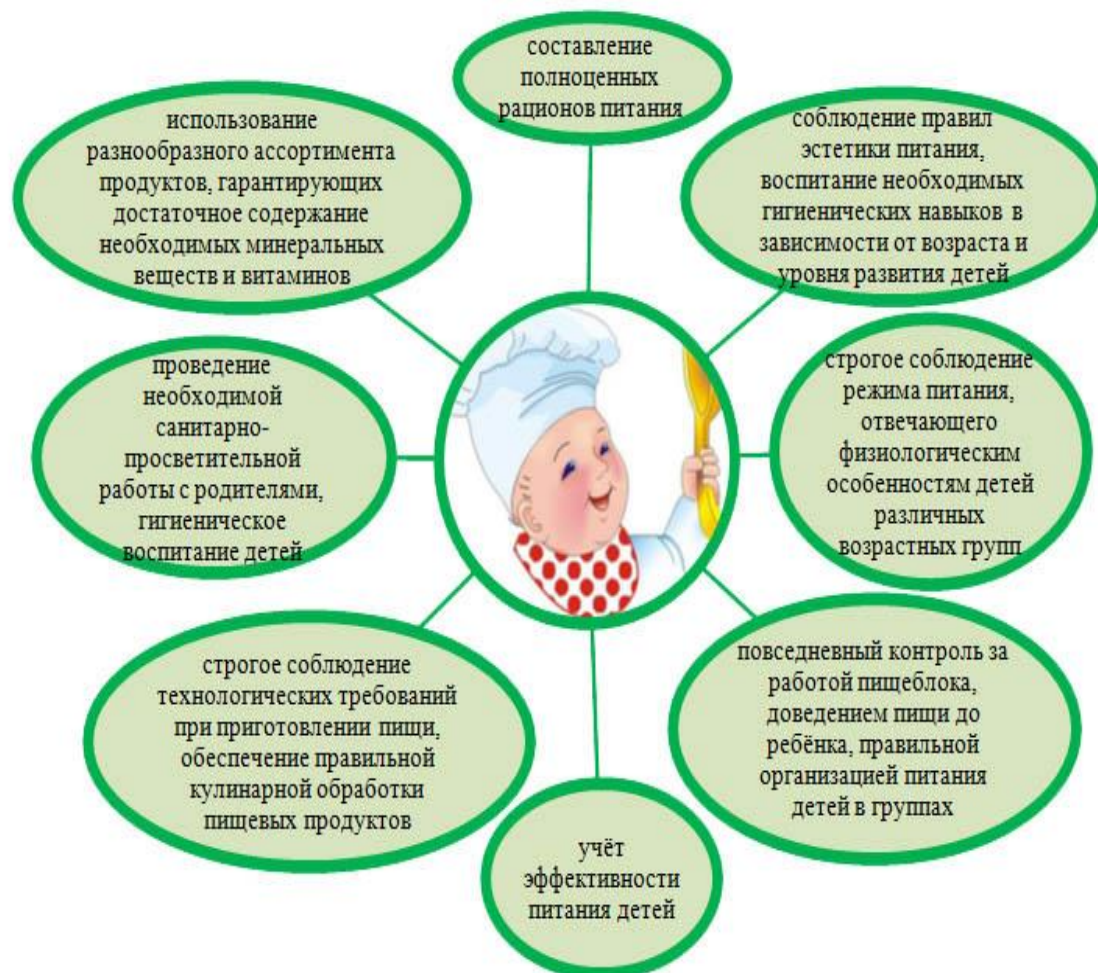 составление
полноценных
рационов питания
соблюдение правил
эстетики питания,
воспитание необходимых
гигиенических навыков в
зависимости от возраста и
уровня развития детей
строгое соблюдение
режима питания,
отвечающего
физиологическим
особенностям детей
различных
возрастных групп
повседневный контроль за
работой пищеблока,
доведением пищи до
ребёнка, правильной
организацией питания
детей в группах
учёт
эффективности
питания детей
строгое соблюдение
технологических требований
при приготовлении пищи,
обеспечение правильной
кулинарной обработки
пищевых продуктов
проведение
необходимой
санитарно-
просветительной
работы с родителями,
гигиеническое
воспитание детей
использование
разнообразного ассортимента
продуктов, гарантирующих
достаточное содержание
необходимых минеральных
веществ и витаминов